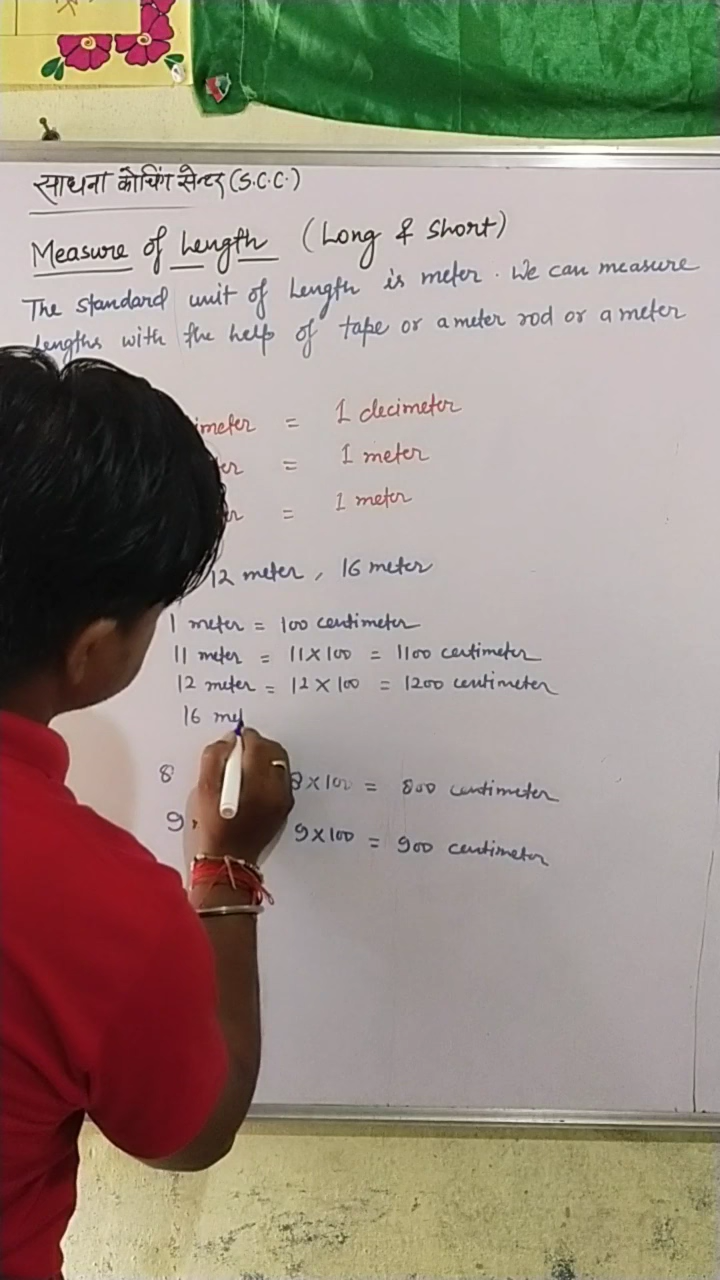 साधना कोचिंग सेन्टर (S.C.C.)
Measure of Length (Long & Short)
The standard unit of Length is meter. We can measure
lengths with the help of tape or a meter rod or a meter
imeter = 1 decimeter
er = 1 meter
= 1 meter
12 meter, 16 meter
1 meter = 100 centimeter
11 meter = 11×100 = 1100 centimeter
12 meter = 12×100 = 1200 centimeter
16 met
8 8×100 = 800 centimeter
9 9×100 = 900 centimeter